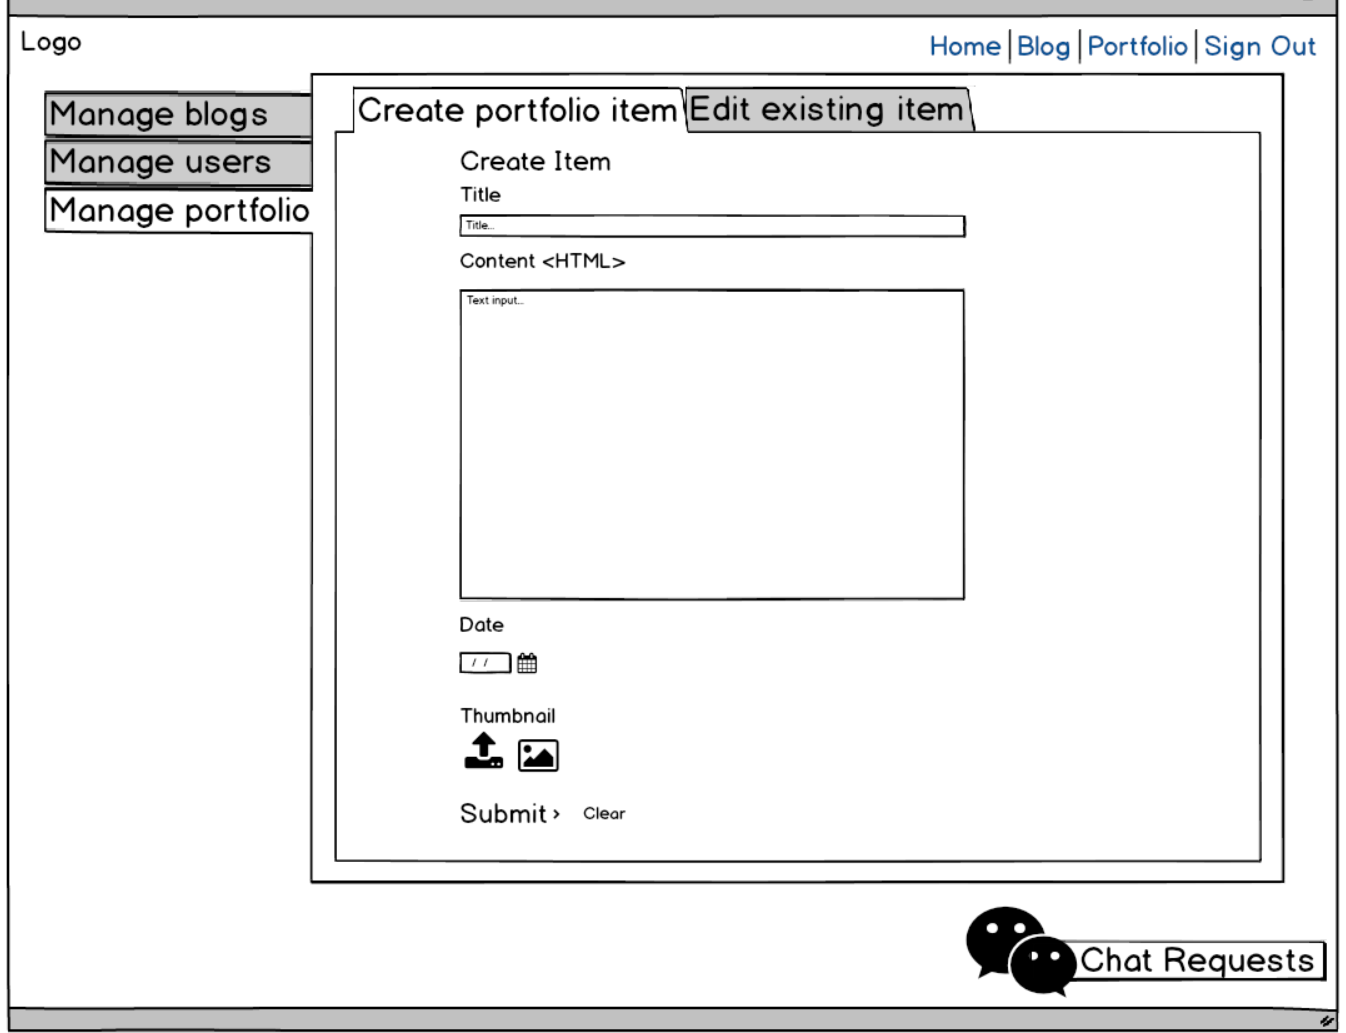 Logo
Home | Blog | Portfolio | Sign Out
Manage blogs
Manage users
Manage portfolio
Create portfolio item
Edit existing item
Create Item
Title
Title...
Content <HTML>
Text input...
Date
/ /
Thumbnail
Submit > Clear
Chat Requests